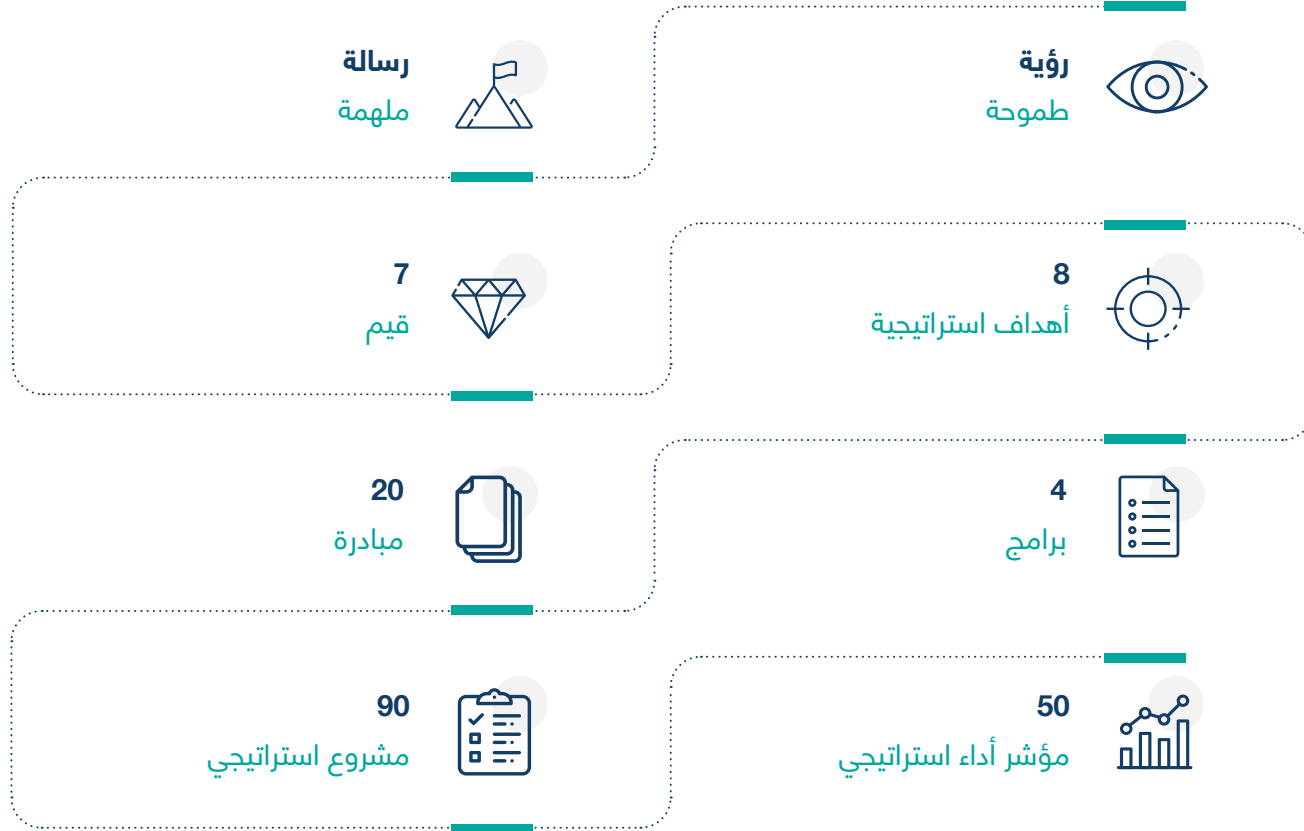 رؤية
طموحة
رسالة
ملهمة
7
قيم
8
أهداف استراتيجية
4
برامج
20
مبادرة
90
مشروع استراتيجي
50
مؤشر أداء استراتيجي